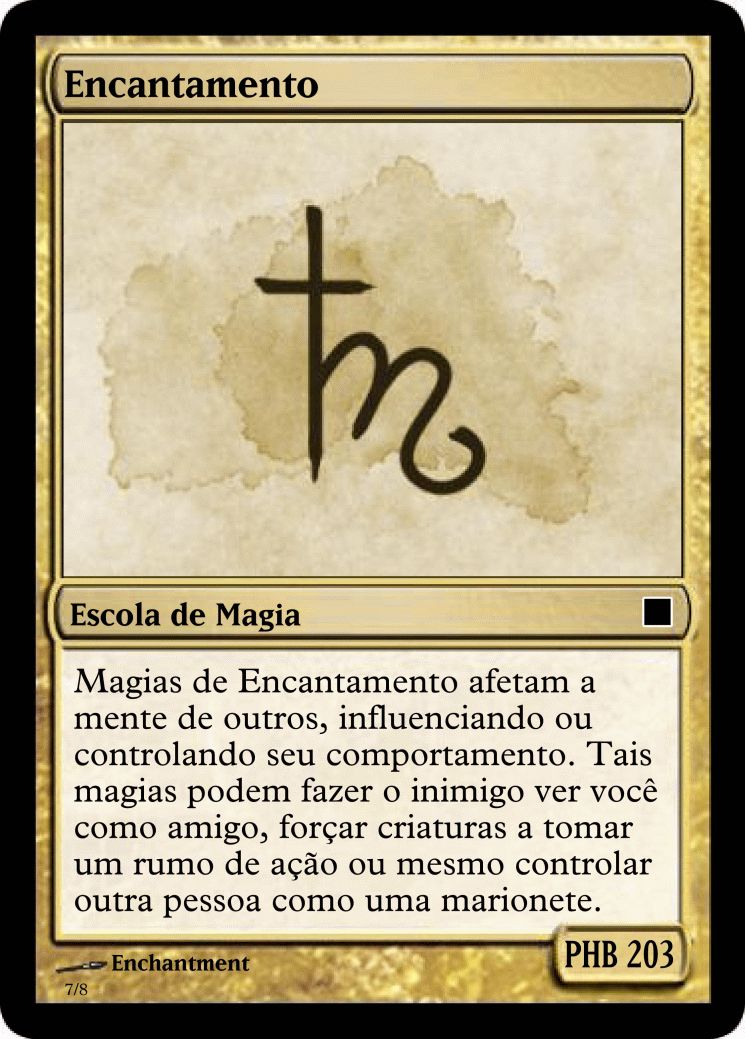 Encantamento
Escola de Magia
Magias de Encantamento afetam a
mente de outros, influenciando ou
controlando seu comportamento. Tais
magias podem fazer o inimigo ver você
como amigo, forçar criaturas a tomar
um rumo de ação ou mesmo controlar
outra pessoa como uma marionete.
PHB 203
Enchantment
7/8